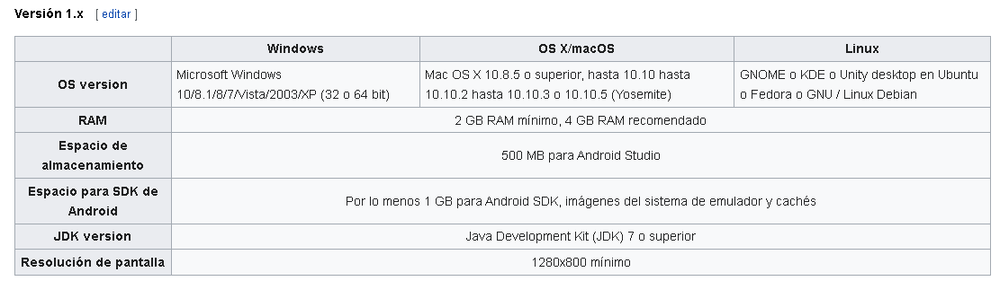 Versión 1.x [ editar ]
Windows OS X/macOS Linux
OS version
Microsoft Windows
10/8.1/8/7/Vista/2003/XP (32 o 64 bit)
Mac OS X 10.8.5 o superior, hasta 10.10 hasta
10.10.2 hasta 10.10.3 o 10.10.5 (Yosemite)
GNOME o KDE o Unity desktop en Ubuntu
o Fedora o GNU / Linux Debian
RAM
2 GB RAM mínimo, 4 GB RAM recomendado
Espacio de
almacenamiento
500 MB para Android Studio
Espacio para SDK de
Android
Por lo menos 1 GB para Android SDK, imágenes del sistema de emulador y cachés
JDK version
Java Development Kit (JDK) 7 o superior
Resolución de pantalla
1280x800 mínimo